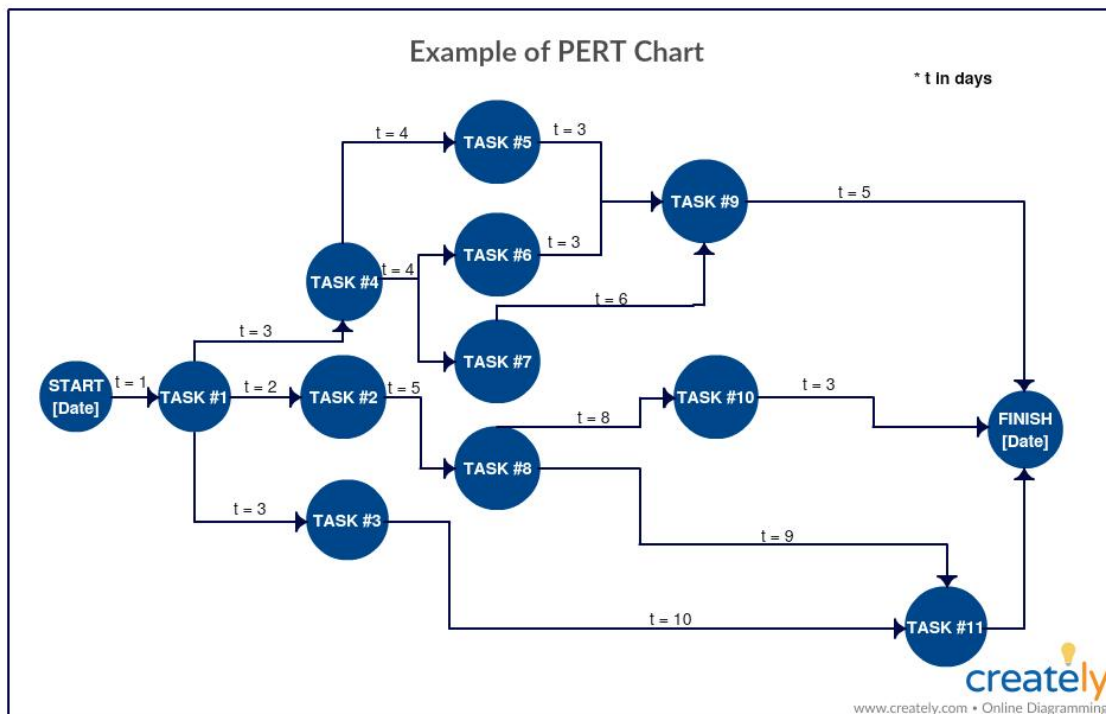 Example of PERT Chart
* t in days
t = 4
TASK #5
t = 3
TASK #9
t = 5
TASK #6
t = 3
TASK #4
t = 4
t = 6
t = 3
TASK #7
START
[Date]
t = 1
TASK #1
t = 2
TASK #2
t = 5
TASK #10
t = 3
t = 8
FINISH
[Date]
TASK #8
t = 3
TASK #3
t = 9
t = 10
TASK #11
creately
www.creately.com • Online Diagramming